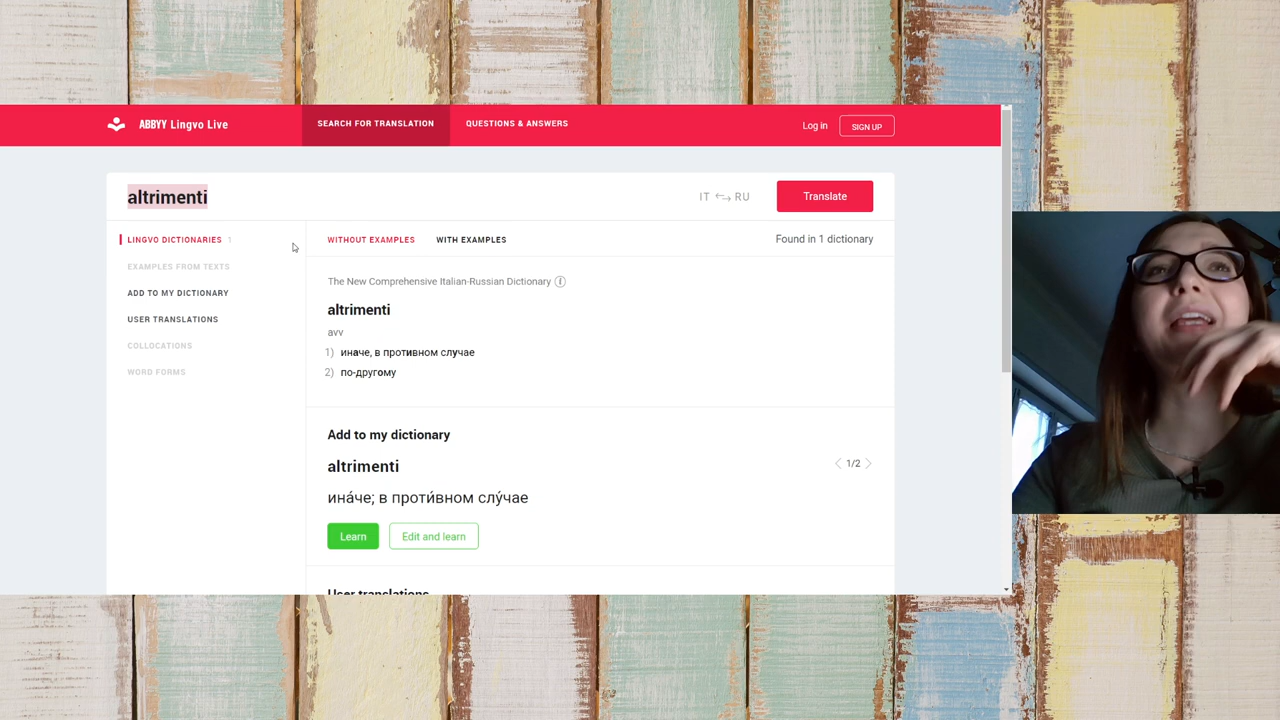 ABBYY Lingvo Live
SEARCH FOR TRANSLATION
QUESTIONS & ANSWERS
Log in
SIGN UP
altrimenti
IT RU
Translate
LINGVO DICTIONARIES 1
EXAMPLES FROM TEXTS
ADD TO MY DICTIONARY
USER TRANSLATIONS
COLLOCATIONS
WORD FORMS
WITHOUT EXAMPLES
WITH EXAMPLES
Found in 1 dictionary
The New Comprehensive Italian-Russian Dictionary
altrimenti
avv
1) иначе, в противном случае
2) по-другому
Add to my dictionary
altrimenti
1/2
ина́че; в проти́вном слу́чае
Learn
Edit and learn
User translations